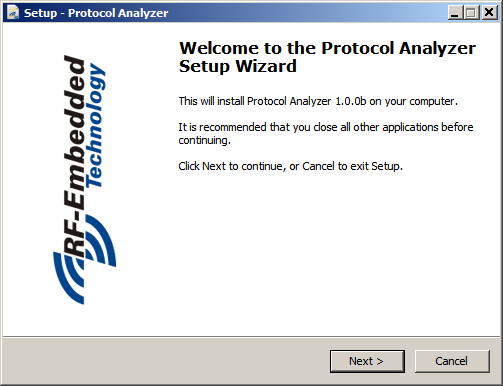 Setup - Protocol Analyzer
RF-Embedded
Technology
Welcome to the Protocol Analyzer
Setup Wizard
This will install Protocol Analyzer 1.0.0b on your computer.
It is recommended that you close all other applications before
continuing.
Click Next to continue, or Cancel to exit Setup.
Next >
Cancel